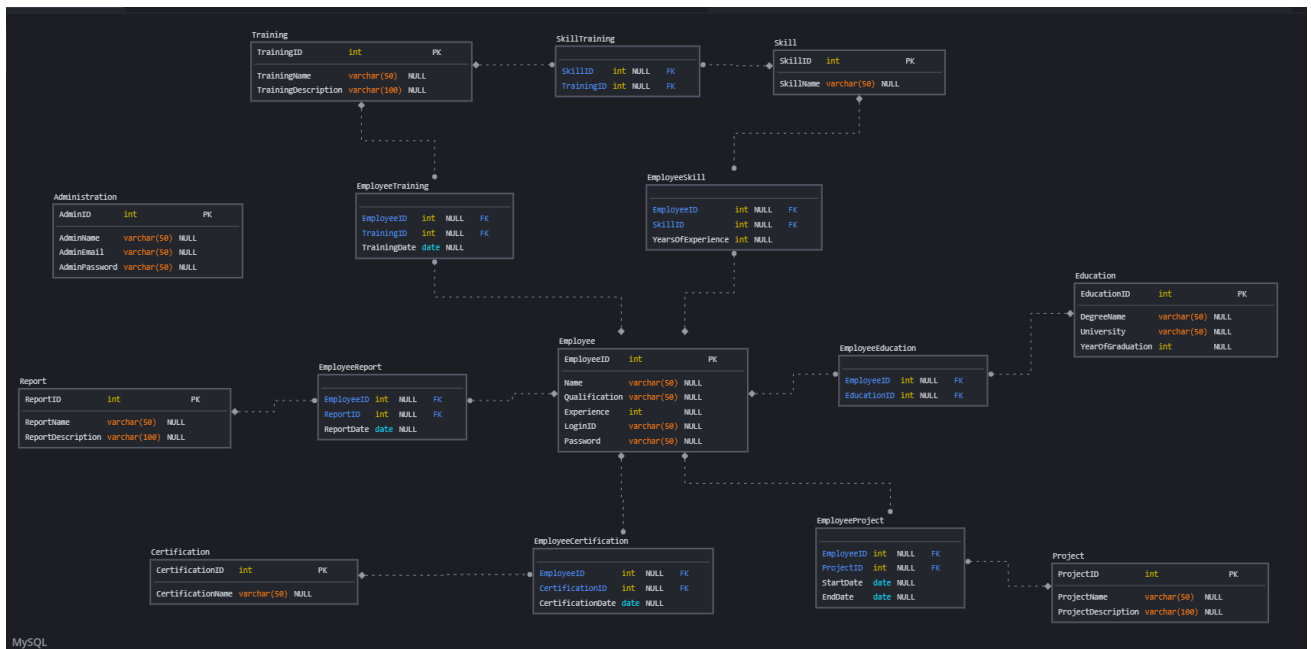 Training
TrainingID int PK
TrainingName varchar(50) NULL
TrainingDescription varchar(100) NULL
SkillTraining
SkillID int NULL FK
TrainingID int NULL FK
Skill
SkillID int PK
SkillName varchar(50) NULL
Administration
AdminID int PK
AdminName varchar(50) NULL
AdminEmail varchar(50) NULL
AdminPassword varchar(50) NULL
EmployeeTraining
EmployeeID int NULL FK
TrainingID int NULL FK
TrainingDate date NULL
EmployeeSkill
EmployeeID int NULL FK
SkillID int NULL FK
YearsOfExperience int NULL
Education
EducationID int PK
DegreeName varchar(50) NULL
University varchar(50) NULL
YearOfGraduation int NULL
Report
ReportID int PK
ReportName varchar(50) NULL
ReportDescription varchar(100) NULL
EmployeeReport
EmployeeID int NULL FK
ReportID int NULL FK
ReportDate date NULL
Employee
EmployeeID int PK
Name varchar(50) NULL
Qualification varchar(50) NULL
Experience int NULL
LoginID varchar(50) NULL
Password varchar(50) NULL
EmployeeEducation
EmployeeID int NULL FK
EducationID int NULL FK
Certification
CertificationID int PK
CertificationName varchar(50) NULL
EmployeeCertification
EmployeeID int NULL FK
CertificationID int NULL FK
CertificationDate date NULL
EmployeeProject
EmployeeID int NULL FK
ProjectID int NULL FK
StartDate date NULL
EndDate date NULL
Project
ProjectID int PK
ProjectName varchar(50) NULL
ProjectDescription varchar(100) NULL
MySQL